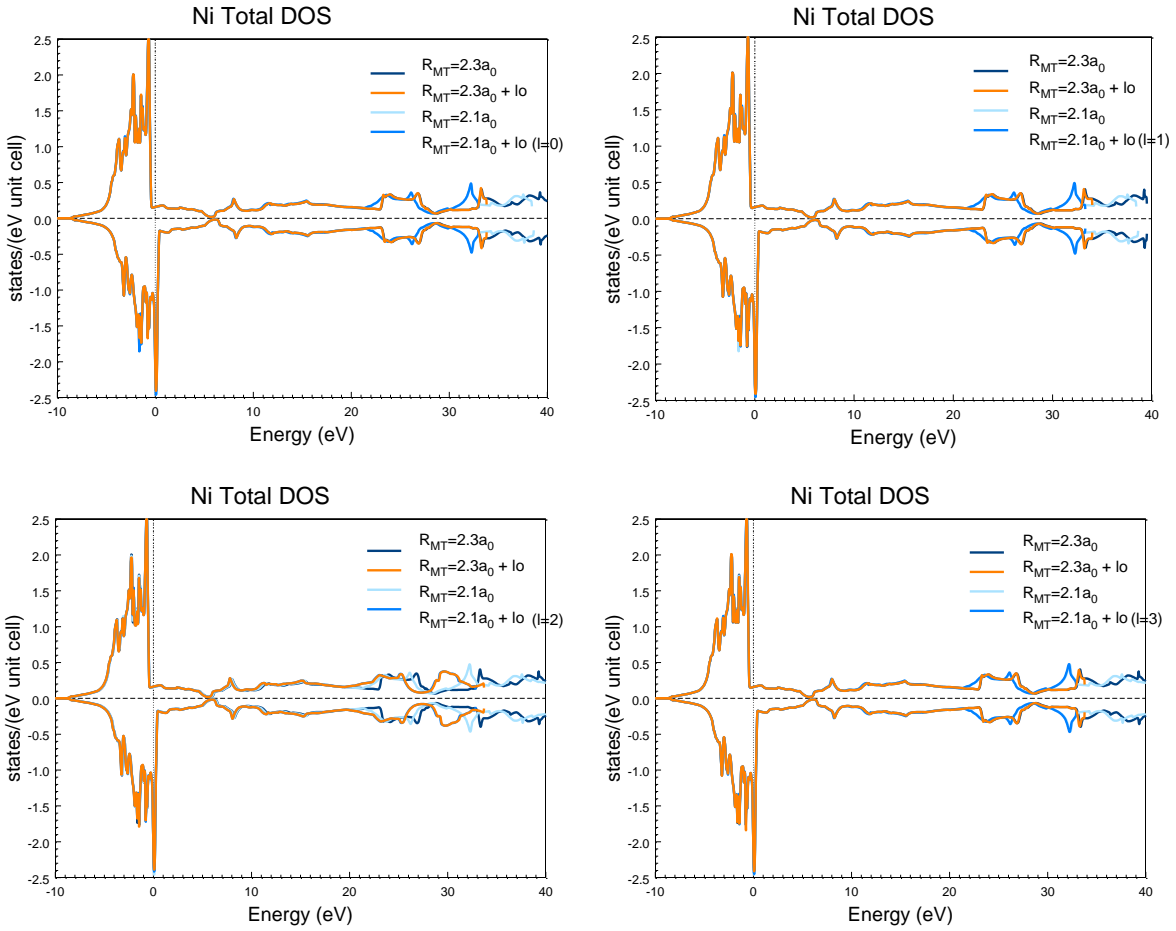 Ni Total DOS
2.5
2.0
1.5
1.0
0.5
0.0
-0.5
-1.0
-1.5
-2.0
-2.5
states/(eV unit cell)
R_MT=2.3a_0
R_MT=2.3a_0 + lo
R_MT=2.1a_0
R_MT=2.1a_0 + lo (l=0)
-10 0 10 20 30 40
Energy (eV)
Ni Total DOS
2.5
2.0
1.5
1.0
0.5
0.0
-0.5
-1.0
-1.5
-2.0
-2.5
states/(eV unit cell)
R_MT=2.3a_0
R_MT=2.3a_0 + lo
R_MT=2.1a_0
R_MT=2.1a_0 + lo (l=1)
-10 0 10 20 30 40
Energy (eV)
Ni Total DOS
2.5
2.0
1.5
1.0
0.5
0.0
-0.5
-1.0
-1.5
-2.0
-2.5
states/(eV unit cell)
R_MT=2.3a_0
R_MT=2.3a_0 + lo
R_MT=2.1a_0
R_MT=2.1a_0 + lo (l=2)
-10 0 10 20 30 40
Energy (eV)
Ni Total DOS
2.5
2.0
1.5
1.0
0.5
0.0
-0.5
-1.0
-1.5
-2.0
-2.5
states/(eV unit cell)
R_MT=2.3a_0
R_MT=2.3a_0 + lo
R_MT=2.1a_0
R_MT=2.1a_0 + lo (l=3)
-10 0 10 20 30 40
Energy (eV)